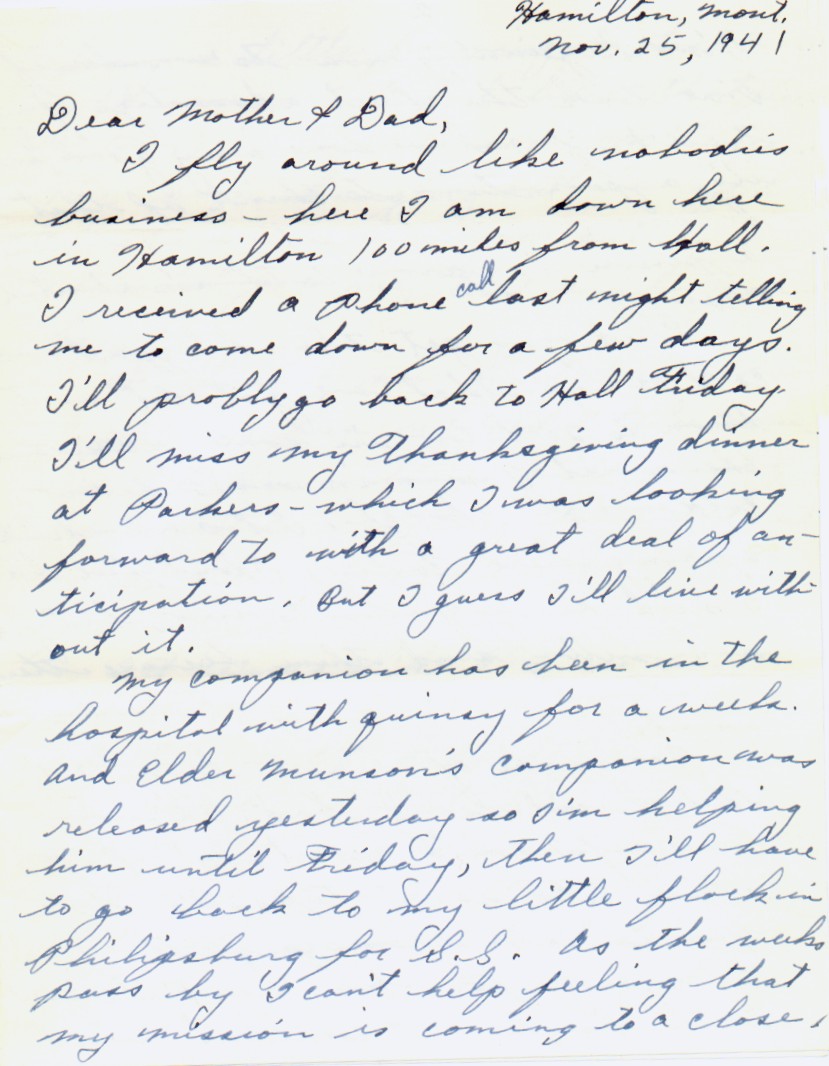 Hamilton, Mont.
Nov. 25, 1941
Dear Mother & Dad,
I fly around like nobodies
business – here I am down here
in Hamilton 100 miles from Hall.
I received a phone call last night telling
me to come down for a few days.
I'll probly go back to Hall Friday
I'll miss my Thanksgiving dinner
at Parkers – which I was looking
forward to with a great deal of an-
ticipation. But I guess I'll live with-
out it.
My companion has been in the
hospital with quinsy for a week.
And Elder Munson's companion was
released yesterday so I'm helping
him until Friday, then I'll have
to go back to my little flock in
Philipsburg for S.S. As the weeks
pass by I can't help feeling that
my mission is coming to a close.